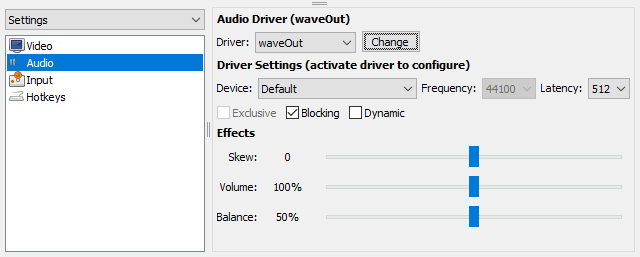 Settings
Video
Audio
Input
Hotkeys
Audio Driver (waveOut)
Driver: waveOut Change
Driver Settings (activate driver to configure)
Device: Default Frequency: 44100 Latency: 512
Exclusive Blocking Dynamic
Effects
Skew: 0
Volume: 100%
Balance: 50%